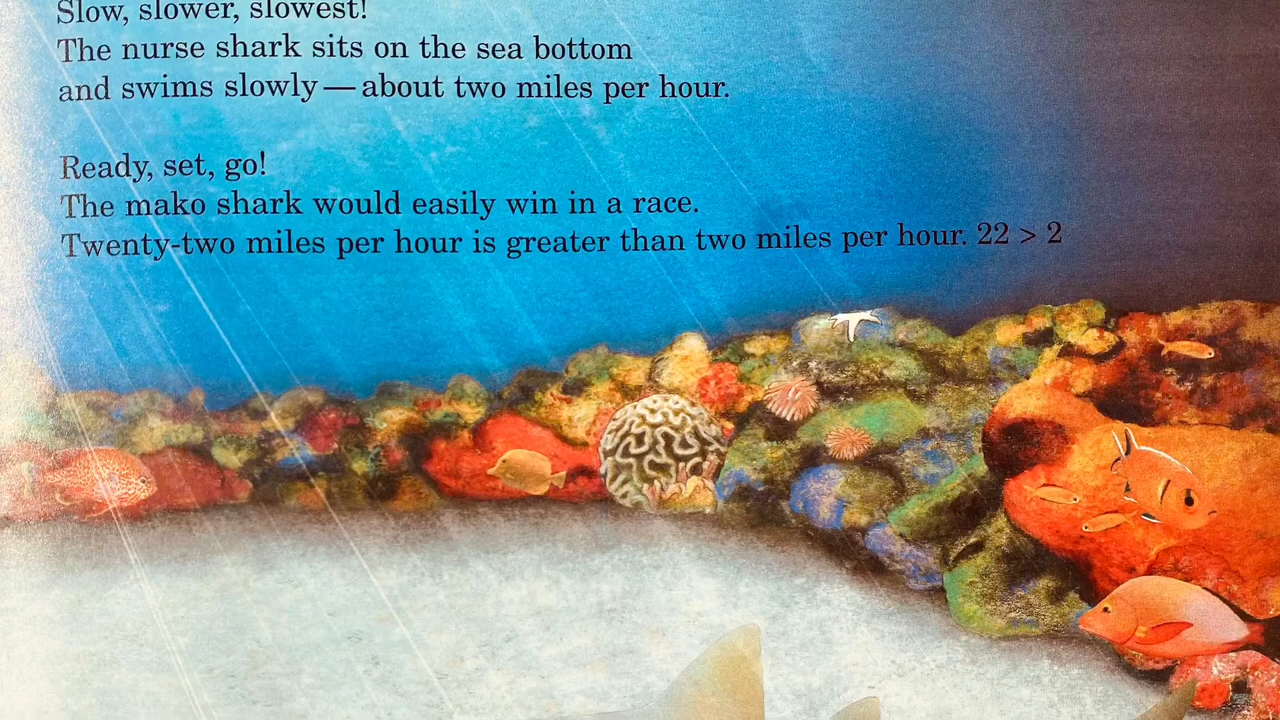 Slow, slower, slowest!
The nurse shark sits on the sea bottom
and swims slowly — about two miles per hour.
Ready, set, go!
The mako shark would easily win in a race.
Twenty-two miles per hour is greater than two miles per hour. 22 > 2